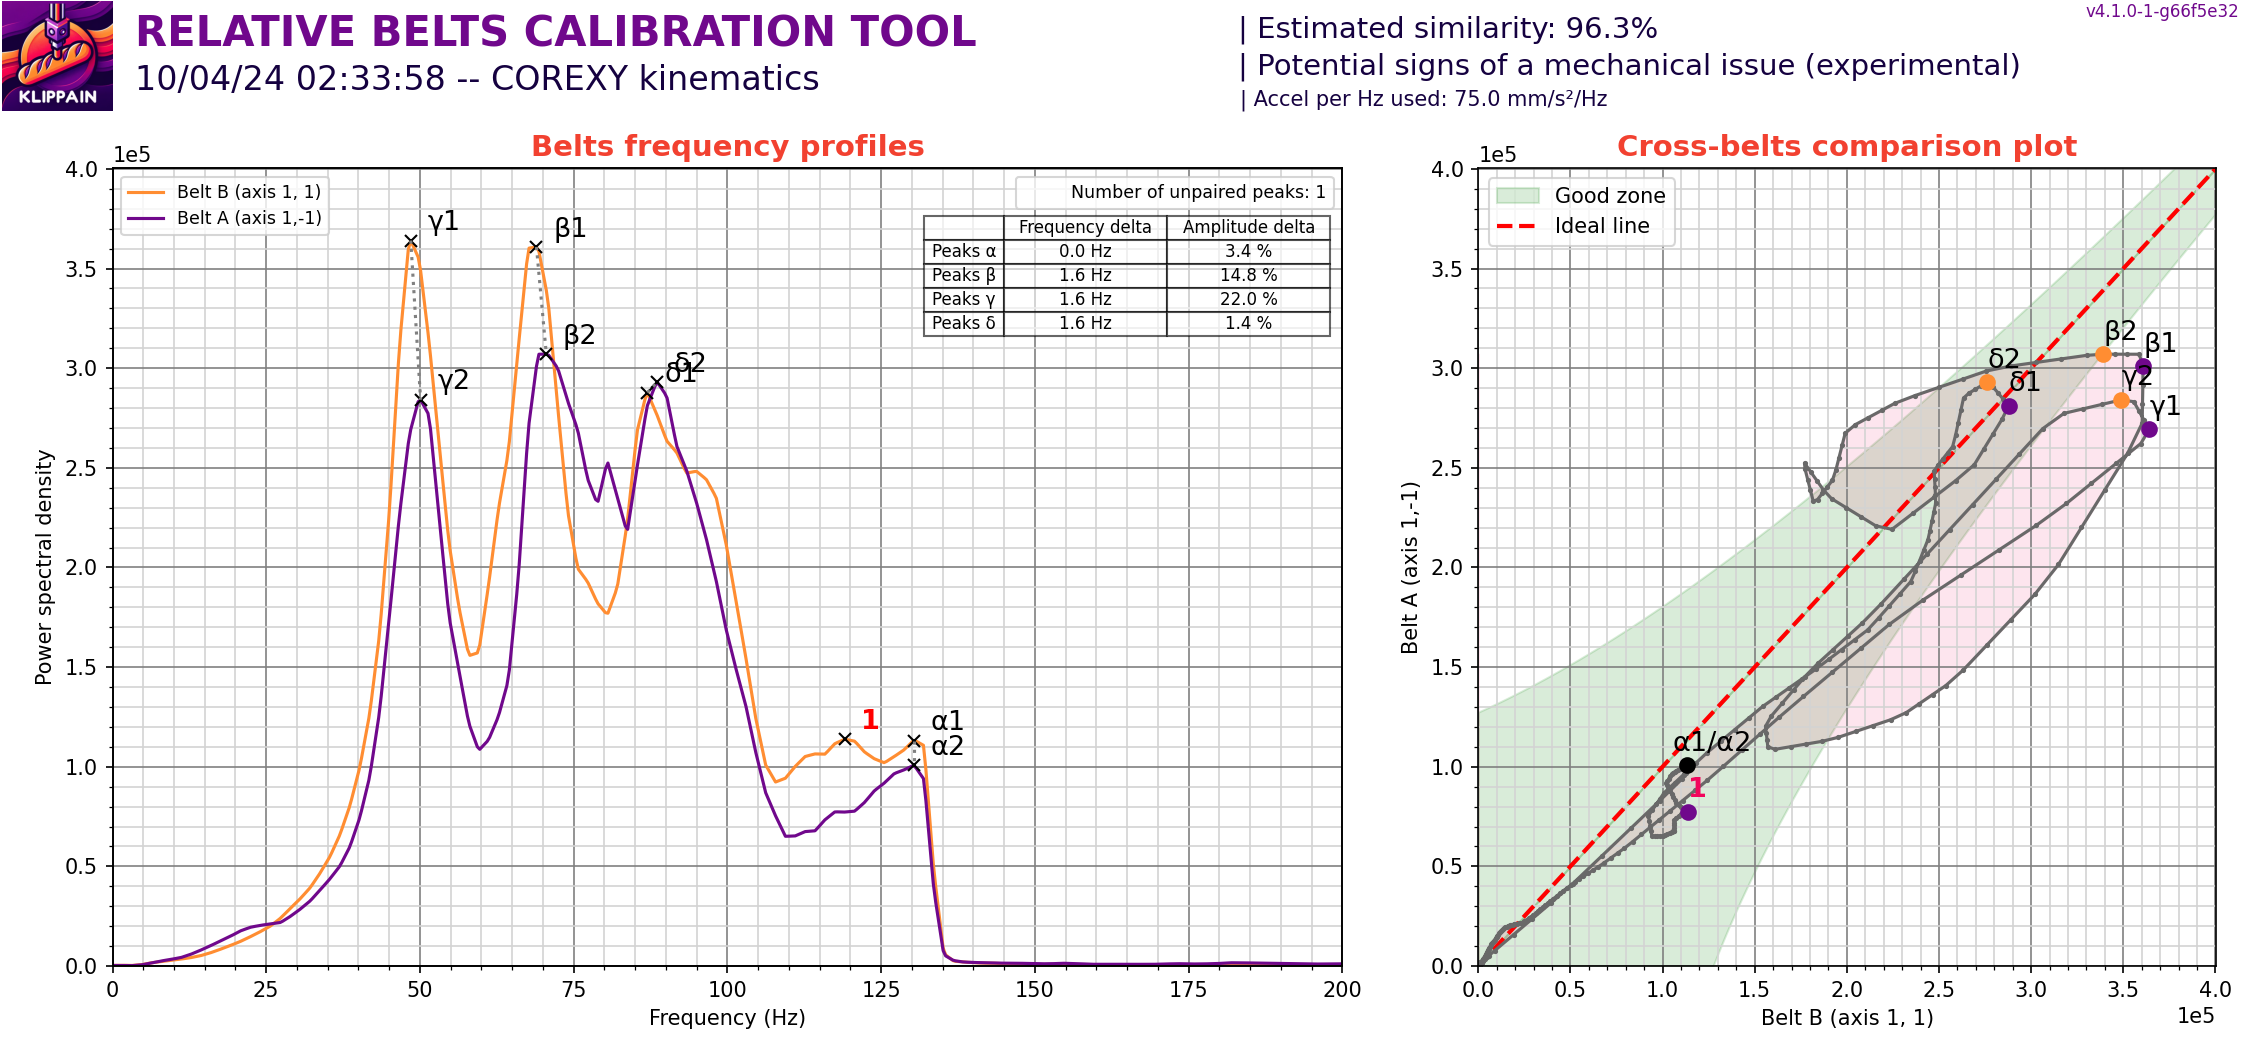 KLIPPAIN
RELATIVE BELTS CALIBRATION TOOL
10/04/24 02:33:58 -- COREXY kinematics
| Estimated similarity: 96.3%
| Potential signs of a mechanical issue (experimental)
| Accel per Hz used: 75.0 mm/s²/Hz
v4.1.0-1-g66f5e32
Belts frequency profiles
1e5
Belt B (axis 1, 1)
Belt A (axis 1,-1)
Number of unpaired peaks: 1
Frequency delta Amplitude delta
Peaks α 0.0 Hz 3.4 %
Peaks β 1.6 Hz 14.8 %
Peaks γ 1.6 Hz 22.0 %
Peaks δ 1.6 Hz 1.4 %
γ1
β1
β2
γ2
δ2
δ1
1
α1
α2
4.0
3.5
3.0
2.5
2.0
1.5
1.0
0.5
0.0
Power spectral density
0 25 50 75 100 125 150 175 200
Frequency (Hz)
Cross-belts comparison plot
1e5
Good zone
Ideal line
β2
β1
δ2
δ1
γ2
γ1
α1/α2
1
4.0
3.5
3.0
2.5
2.0
1.5
1.0
0.5
0.0
Belt A (axis 1,-1)
0.0 0.5 1.0 1.5 2.0 2.5 3.0 3.5 4.0
Belt B (axis 1, 1)
1e5